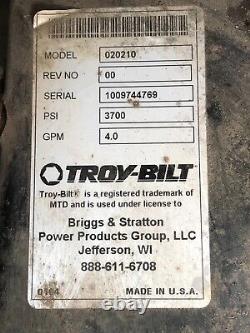 MODEL 020210
REV NO 00
SERIAL 1009744769
PSI 3700
GPM 4.0
TROY-BILT
Troy-Bilt® is a registered trademark of
MTD and is used under license to
Briggs & Stratton
Power Products Group, LLC
Jefferson, WI
888-611-6708
MADE IN U.S.A.